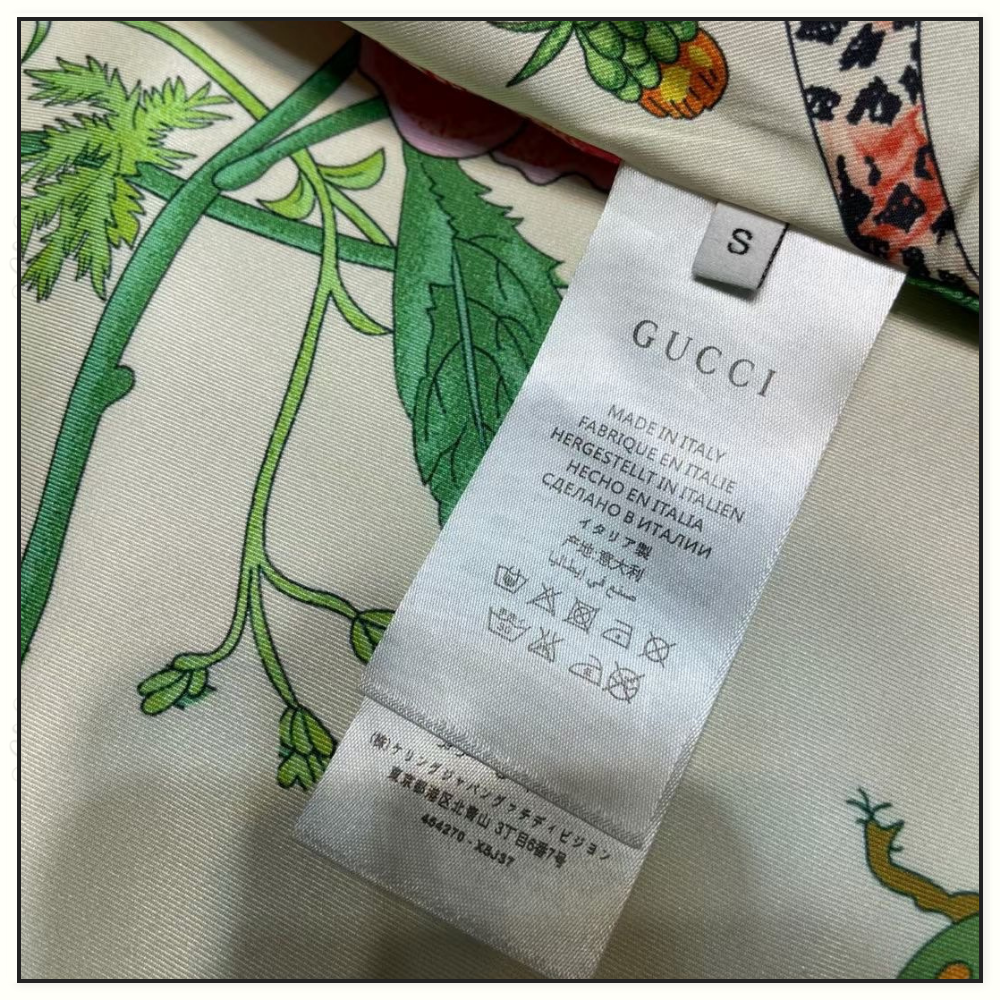 S
GUCCI
MADE IN ITALY
FABRIQUE EN ITALIE
HERGESTELLT IN ITALIEN
HECHO EN ITALIA
СДЕЛАНО В ИТАЛИИ
イタリア製
产地:意大利
صنع في إيطاليا
(株)ケリングジャパングッチディビジョン
東京都港区北青山 3丁目6番7号